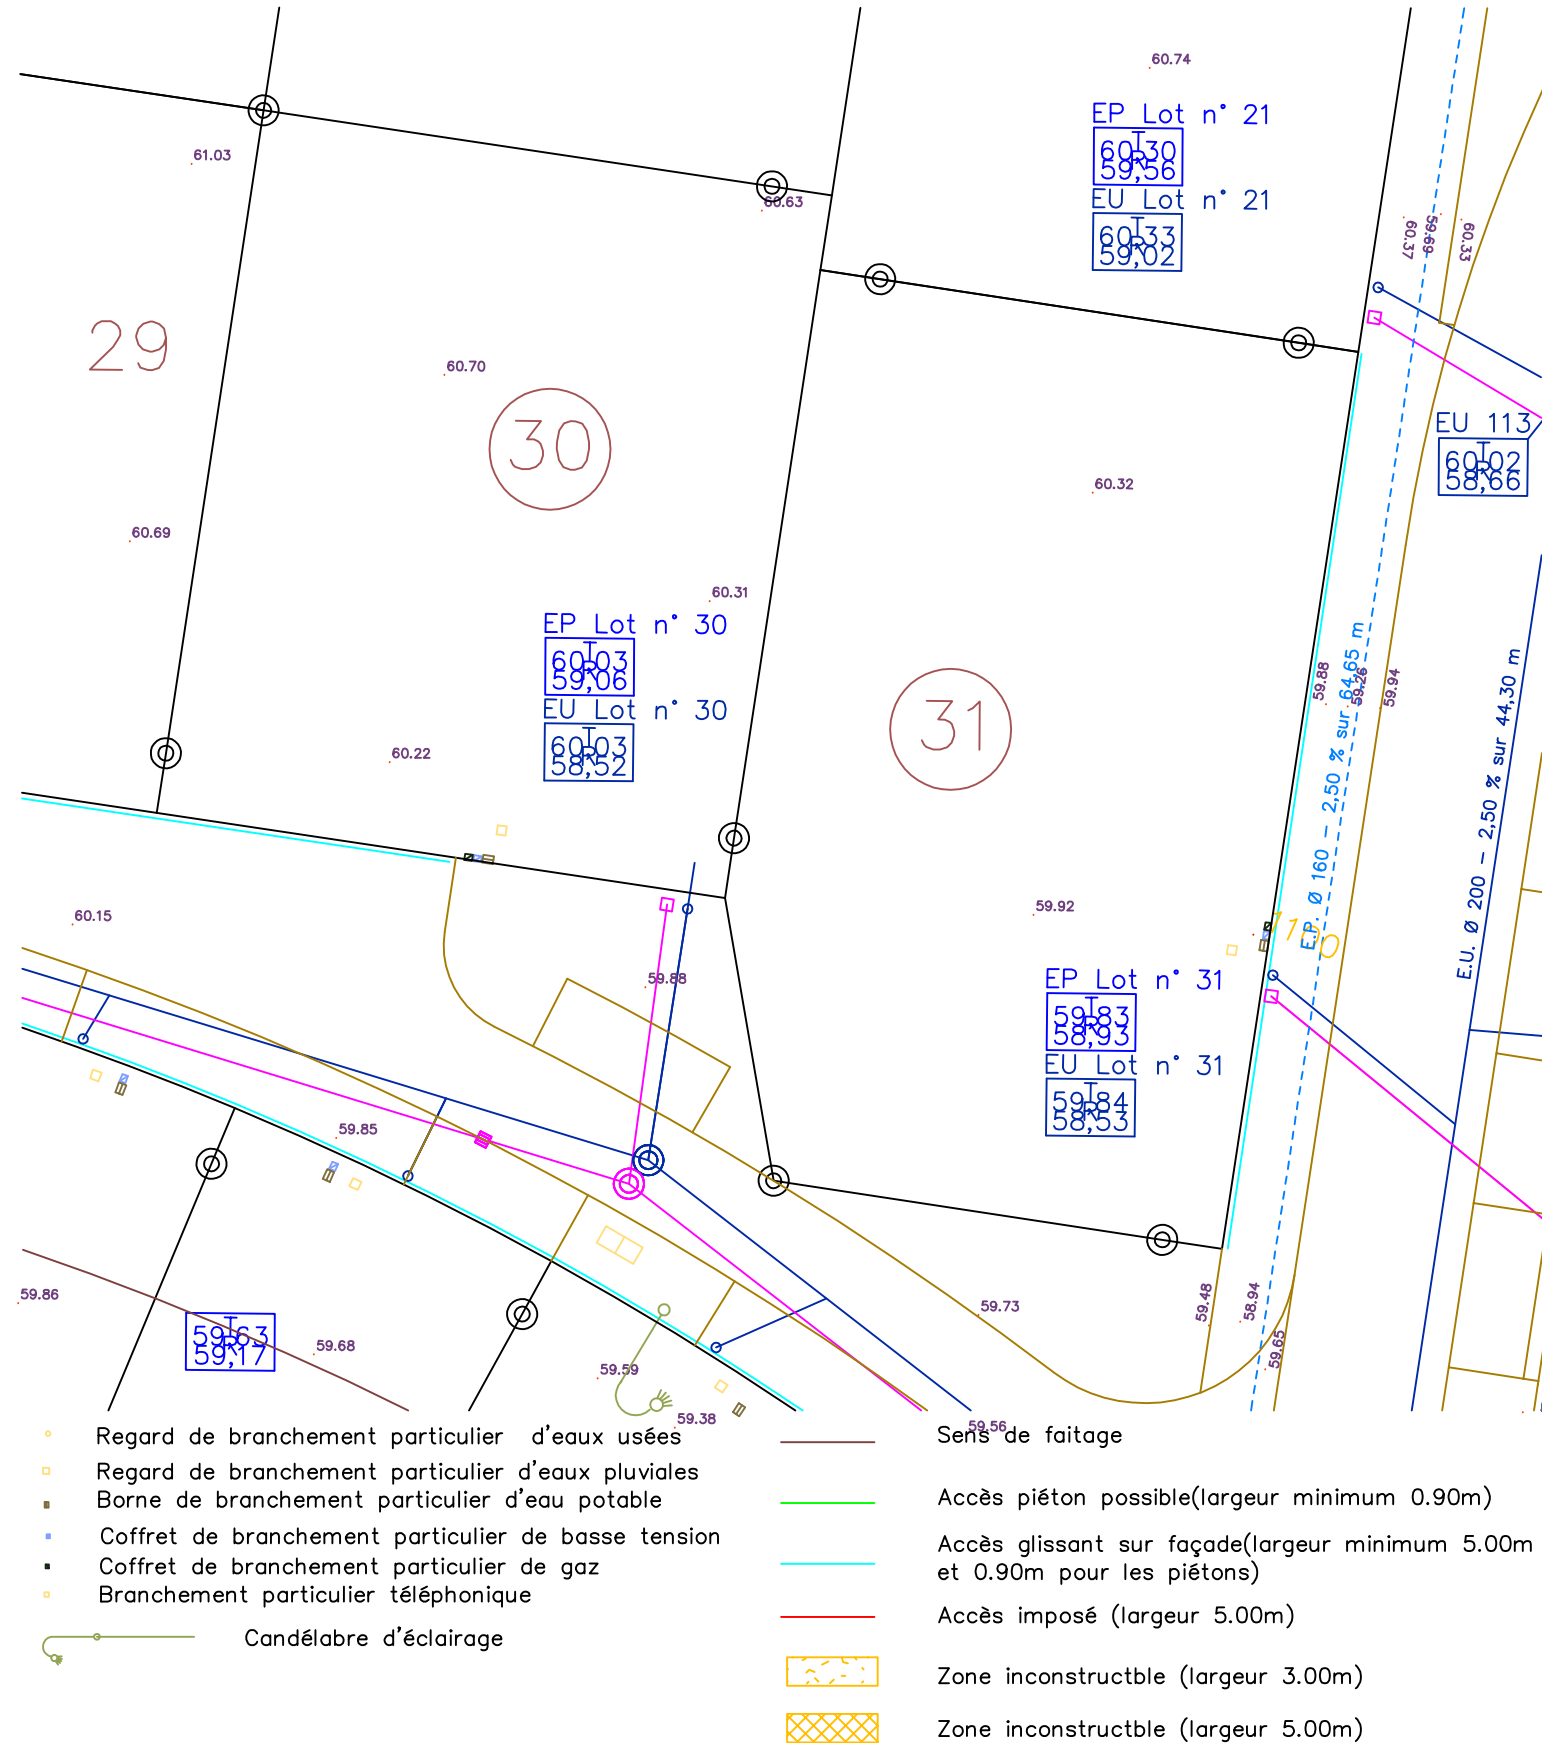 60.74
EP Lot n° 21
T
60,30
R
59,56
EU Lot n° 21
T
60,33
R
59,02
61.03
60.63
60.37
59.69
60.33
29
60.70
30
EU 113
T
60,02
R
58,66
60.32
60.69
60.31
EP Lot n° 30
T
60,03
R
59,06
EU Lot n° 30
T
60,03
R
58,52
31
59.88
59.26
59.94
E.P. Ø 160 – 2,50 % sur 64,65 m
E.U. Ø 200 – 2,50 % sur 44,30 m
60.22
60.15
59.92
1100
59.88
EP Lot n° 31
T
59,83
R
58,93
EU Lot n° 31
T
59,84
R
58,53
59.85
59.86
T
59,63
R
59,17
59.68
59.73
59.48
58.94
59.65
59.59
59.38
59.56
Regard de branchement particulier d'eaux usées
Regard de branchement particulier d'eaux pluviales
Borne de branchement particulier d'eau potable
Coffret de branchement particulier de basse tension
Coffret de branchement particulier de gaz
Branchement particulier téléphonique
Candélabre d'éclairage
Sens de faitage
Accès piéton possible(largeur minimum 0.90m)
Accès glissant sur façade(largeur minimum 5.00m
et 0.90m pour les piétons)
Accès imposé (largeur 5.00m)
Zone inconstructble (largeur 3.00m)
Zone inconstructble (largeur 5.00m)